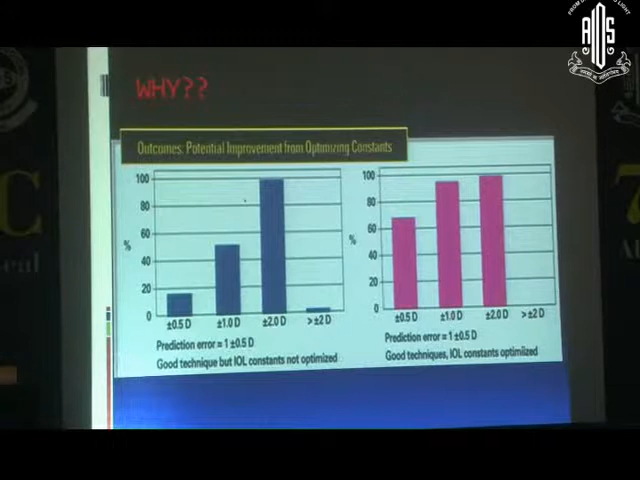 WHY??
Outcomes: Potential Improvement from Optimizing Constants
100
80
60
40
20
0
%
±0.5 D
±1.0 D
±2.0 D
>±2 D
Prediction error = 1 ±0.5 D
Good technique but IOL constants not optimized
100
80
60
40
20
0
%
±0.5 D
±1.0 D
±2.0 D
>±2 D
Prediction error = 1 ±0.5 D
Good techniques, IOL constants optimiized
AIOS